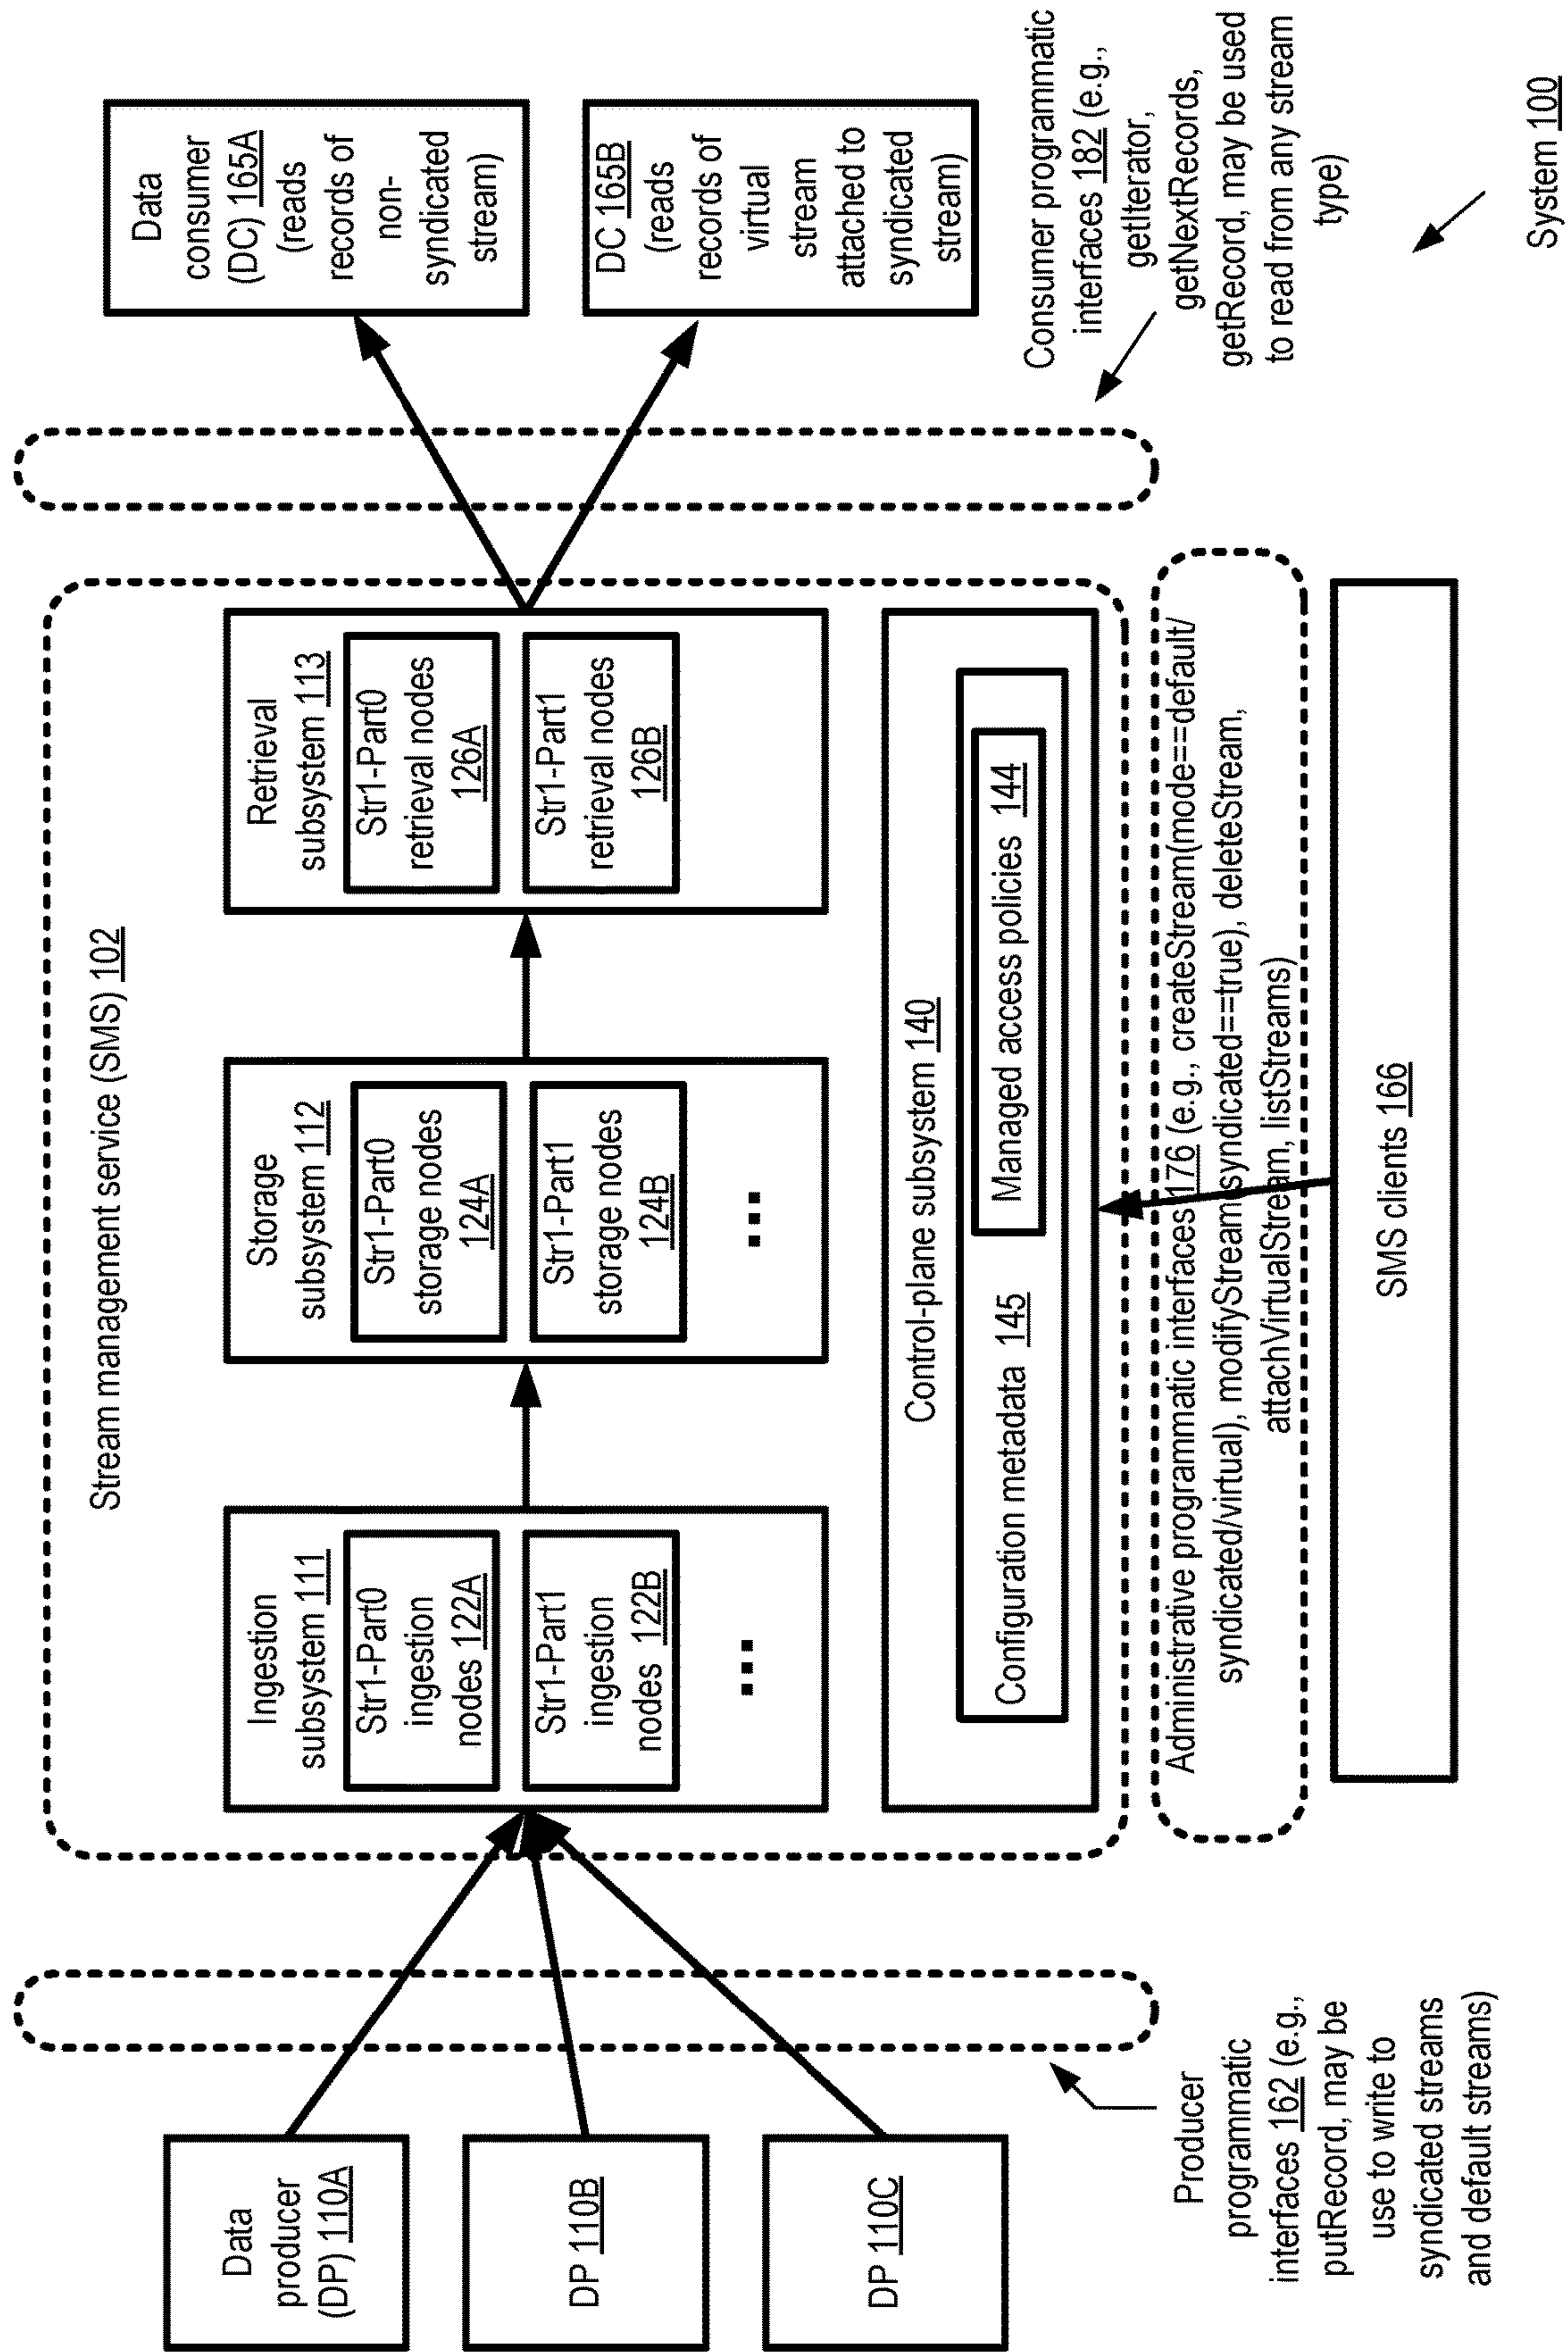 Stream management service (SMS) 102
Data
producer
(DP) 110A
DP 110B
DP 110C
Producer
programmatic
interfaces 162 (e.g.,
putRecord, may be
use to write to
syndicated streams
and default streams)
Ingestion
subsystem 111
Str1-Part0
ingestion
nodes 122A
Str1-Part1
ingestion
nodes 122B
...
Storage
subsystem 112
Str1-Part0
storage nodes
124A
Str1-Part1
storage nodes
124B
...
Retrieval
subsystem 113
Str1-Part0
retrieval nodes
126A
Str1-Part1
retrieval nodes
126B
Control-plane subsystem 140
Configuration metadata 145
Managed access policies 144
Administrative programmatic interfaces 176 (e.g., createStream(mode==default/
syndicated/virtual), modifyStream(syndicated==true), deleteStream,
attachVirtualStream, listStreams)
SMS clients 166
Data
consumer
(DC) 165A
(reads
records of
non-
syndicated
stream)
DC 165B
(reads
records of
virtual
stream
attached to
syndicated
stream)
Consumer programmatic
interfaces 182 (e.g.,
getIterator,
getNextRecords,
getRecord, may be used
to read from any stream
type)
System 100